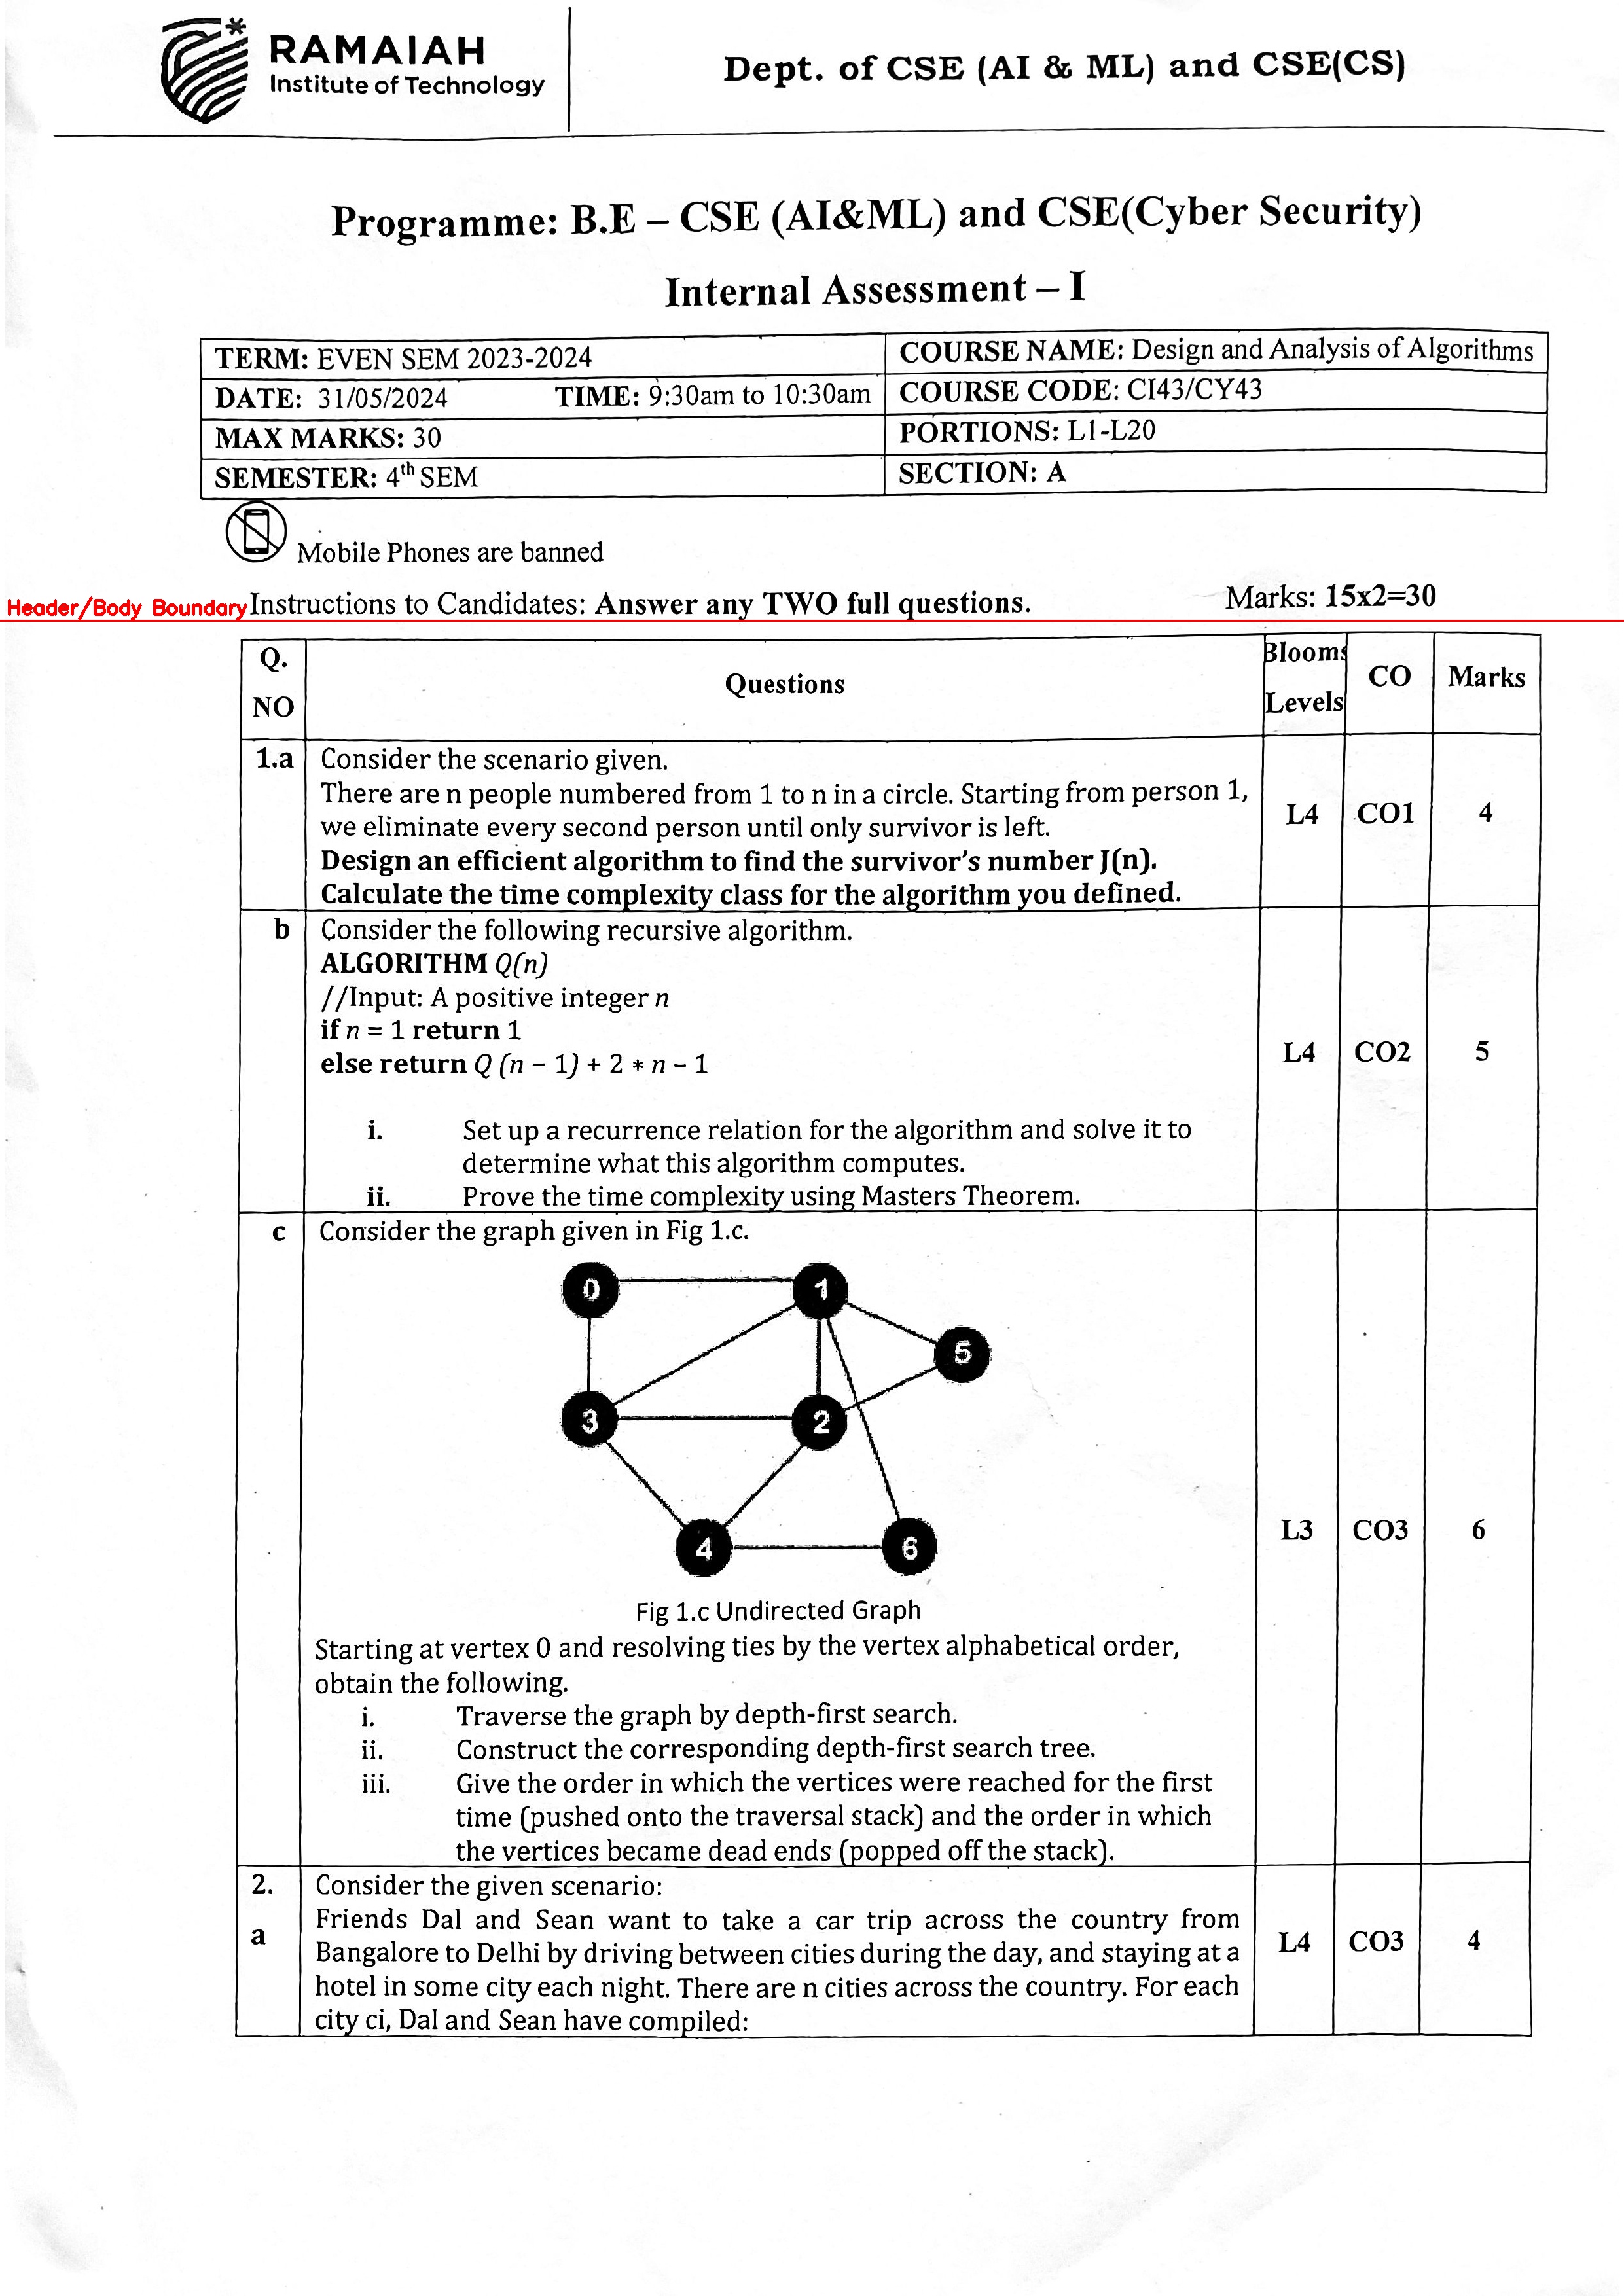 RAMAIAH
Institute of Technology
Dept. of CSE (AI & ML) and CSE(CS)
Programme: B.E – CSE (AI&ML) and CSE(Cyber Security)
Internal Assessment – I
TERM: EVEN SEM 2023-2024
COURSE NAME: Design and Analysis of Algorithms
DATE: 31/05/2024 TIME: 9:30am to 10:30am
COURSE CODE: CI43/CY43
MAX MARKS: 30
PORTIONS: L1-L20
SEMESTER: 4th SEM
SECTION: A
Mobile Phones are banned
Header/Body Boundary
Instructions to Candidates: Answer any TWO full questions. Marks: 15x2=30
Q. NO
Questions
Blooms Levels
CO
Marks
1.a Consider the scenario given.
There are n people numbered from 1 to n in a circle. Starting from person 1,
we eliminate every second person until only survivor is left.
Design an efficient algorithm to find the survivor's number J(n).
Calculate the time complexity class for the algorithm you defined.
L4 CO1 4
b Consider the following recursive algorithm.
ALGORITHM Q(n)
//Input: A positive integer n
if n = 1 return 1
else return Q (n – 1) + 2 * n – 1
i. Set up a recurrence relation for the algorithm and solve it to
determine what this algorithm computes.
ii. Prove the time complexity using Masters Theorem.
L4 CO2 5
c Consider the graph given in Fig 1.c.
0
1
5
3
2
4
6
Fig 1.c Undirected Graph
Starting at vertex 0 and resolving ties by the vertex alphabetical order,
obtain the following.
i. Traverse the graph by depth-first search.
ii. Construct the corresponding depth-first search tree.
iii. Give the order in which the vertices were reached for the first
time (pushed onto the traversal stack) and the order in which
the vertices became dead ends (popped off the stack).
L3 CO3 6
2. a
Consider the given scenario:
Friends Dal and Sean want to take a car trip across the country from
Bangalore to Delhi by driving between cities during the day, and staying at a
hotel in some city each night. There are n cities across the country. For each
city ci, Dal and Sean have compiled:
L4 CO3 4